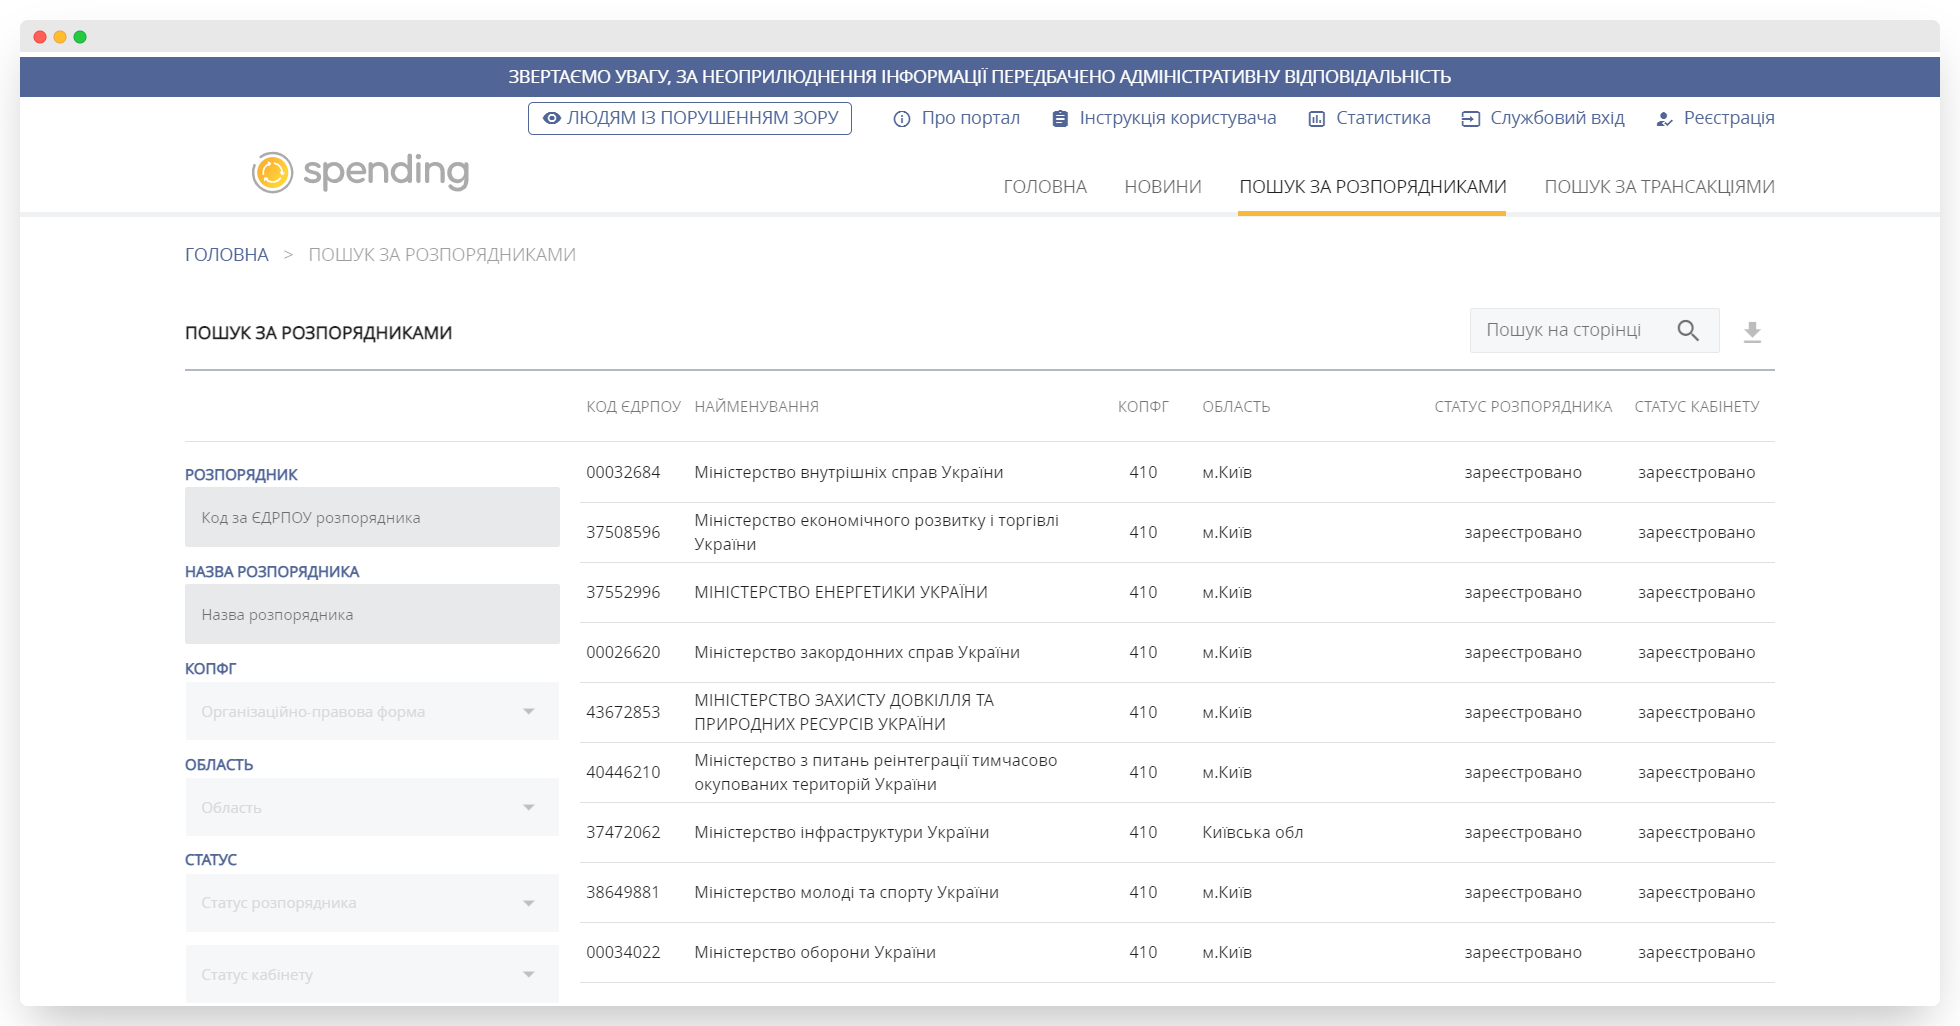 ЗВЕРТАЄМО УВАГУ, ЗА НЕОПРИЛЮДНЕННЯ ІНФОРМАЦІЇ ПЕРЕДБАЧЕНО АДМІНІСТРАТИВНУ ВІДПОВІДАЛЬНІСТЬ
ЛЮДЯМ ІЗ ПОРУШЕННЯМ ЗОРУ Про портал Інструкція користувача Статистика Службовий вхід Реєстрація
spending
ГОЛОВНА НОВИНИ ПОШУК ЗА РОЗПОРЯДНИКАМИ ПОШУК ЗА ТРАНСАКЦІЯМИ
ГОЛОВНА > ПОШУК ЗА РОЗПОРЯДНИКАМИ
ПОШУК ЗА РОЗПОРЯДНИКАМИ
Пошук на сторінці
КОД ЄДРПОУ НАЙМЕНУВАННЯ КОПФГ ОБЛАСТЬ СТАТУС РОЗПОРЯДНИКА СТАТУС КАБІНЕТУ
РОЗПОРЯДНИК
Код за ЄДРПОУ розпорядника
НАЗВА РОЗПОРЯДНИКА
Назва розпорядника
КОПФГ
Організаційно-правова форма
ОБЛАСТЬ
Область
СТАТУС
Статус розпорядника
Статус кабінету
00032684 Міністерство внутрішніх справ України 410 м.Київ зареєстровано зареєстровано
37508596 Міністерство економічного розвитку і торгівлі
України 410 м.Київ зареєстровано зареєстровано
37552996 МІНІСТЕРСТВО ЕНЕРГЕТИКИ УКРАЇНИ 410 м.Київ зареєстровано зареєстровано
00026620 Міністерство закордонних справ України 410 м.Київ зареєстровано зареєстровано
43672853 МІНІСТЕРСТВО ЗАХИСТУ ДОВКІЛЛЯ ТА
ПРИРОДНИХ РЕСУРСІВ УКРАЇНИ 410 м.Київ зареєстровано зареєстровано
40446210 Міністерство з питань реінтеграції тимчасово
окупованих територій України 410 м.Київ зареєстровано зареєстровано
37472062 Міністерство інфраструктури України 410 Київська обл зареєстровано зареєстровано
38649881 Міністерство молоді та спорту України 410 м.Київ зареєстровано зареєстровано
00034022 Міністерство оборони України 410 м.Київ зареєстровано зареєстровано